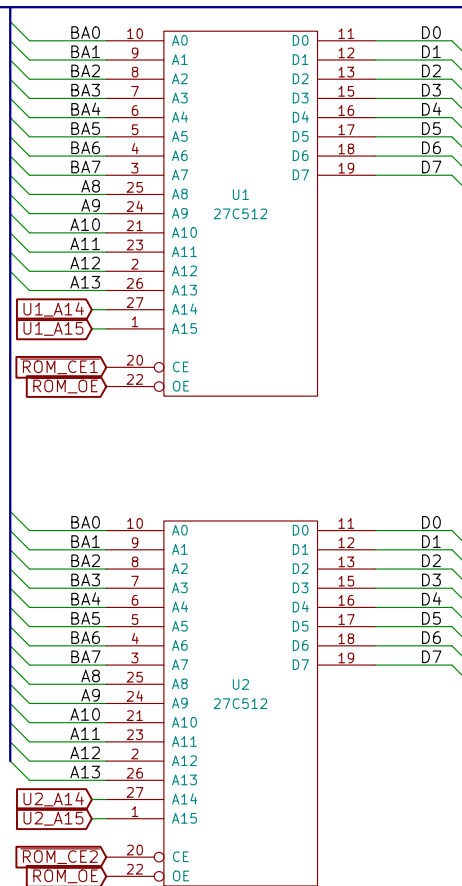 BA0 10 A0 D0 11 D0
BA1 9 A1 D1 12 D1
BA2 8 A2 D2 13 D2
BA3 7 A3 D3 15 D3
BA4 6 A4 D4 16 D4
BA5 5 A5 D5 17 D5
BA6 4 A6 D6 18 D6
BA7 3 A7 D7 19 D7
A8 25 A8 U1
A9 24 A9 27C512
A10 21 A10
A11 23 A11
A12 2 A12
A13 26 A13
U1_A14 27 A14
U1_A15 1 A15
ROM_CE1 20 CE
ROM_OE 22 OE
BA0 10 A0 D0 11 D0
BA1 9 A1 D1 12 D1
BA2 8 A2 D2 13 D2
BA3 7 A3 D3 15 D3
BA4 6 A4 D4 16 D4
BA5 5 A5 D5 17 D5
BA6 4 A6 D6 18 D6
BA7 3 A7 D7 19 D7
A8 25 A8 U2
A9 24 A9 27C512
A10 21 A10
A11 23 A11
A12 2 A12
A13 26 A13
U2_A14 27 A14
U2_A15 1 A15
ROM_CE2 20 CE
ROM_OE 22 OE